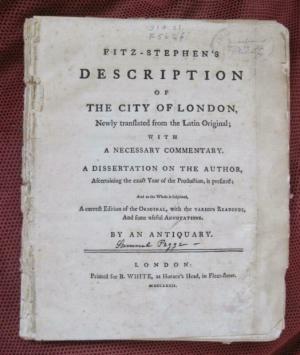 FITZ-STEPHEN'S
DESCRIPTION
OF
THE CITY OF LONDON,
Newly translated from the Latin Original;
WITH
A NECESSARY COMMENTARY.
A DISSERTATION ON THE AUTHOR,
Ascertaining the exact Year of the Production, is prefixed:
And to the Whole is subjoined,
A correct Edition of the ORIGINAL, with the VARIOUS READINGS,
And some useful ANNOTATIONS.
BY AN ANTIQUARY.
Samuel Pegge
LONDON:
Printed for B. WHITE, at Horace's Head, in Fleet-street.
MDCCLXXII.